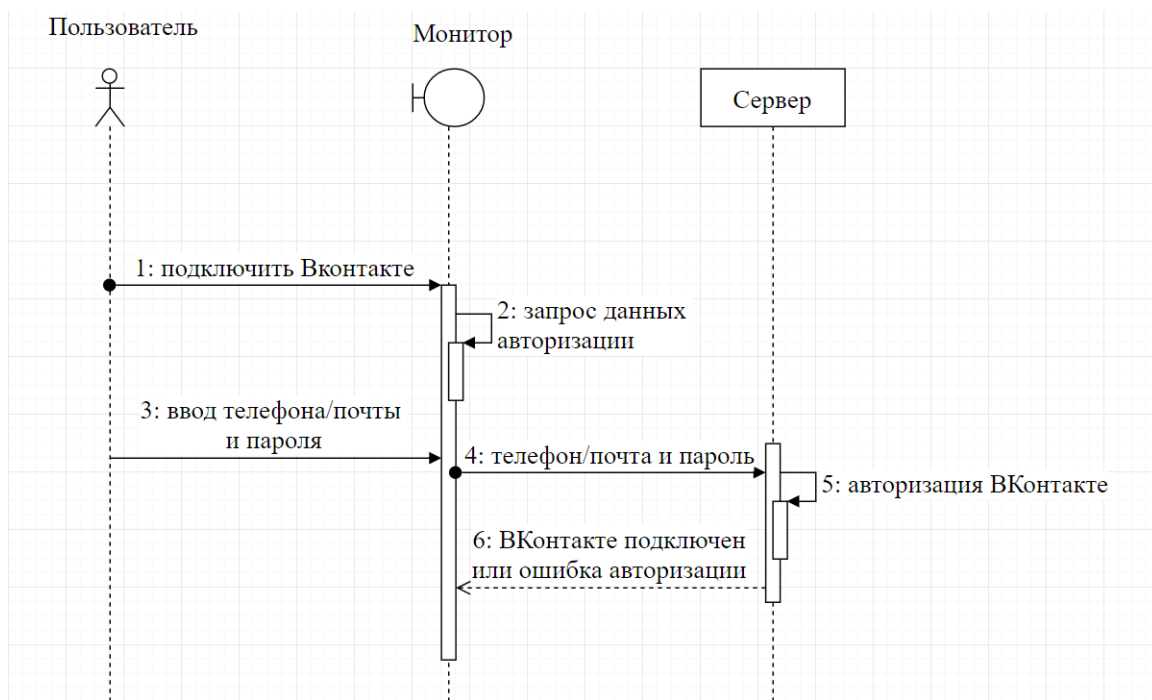 Пользователь
Монитор
Сервер
1: подключить Вконтакте
2: запрос данных
авторизации
3: ввод телефона/почты
и пароля
4: телефон/почта и пароль
5: авторизация ВКонтакте
6: ВКонтакте подключен
или ошибка авторизации